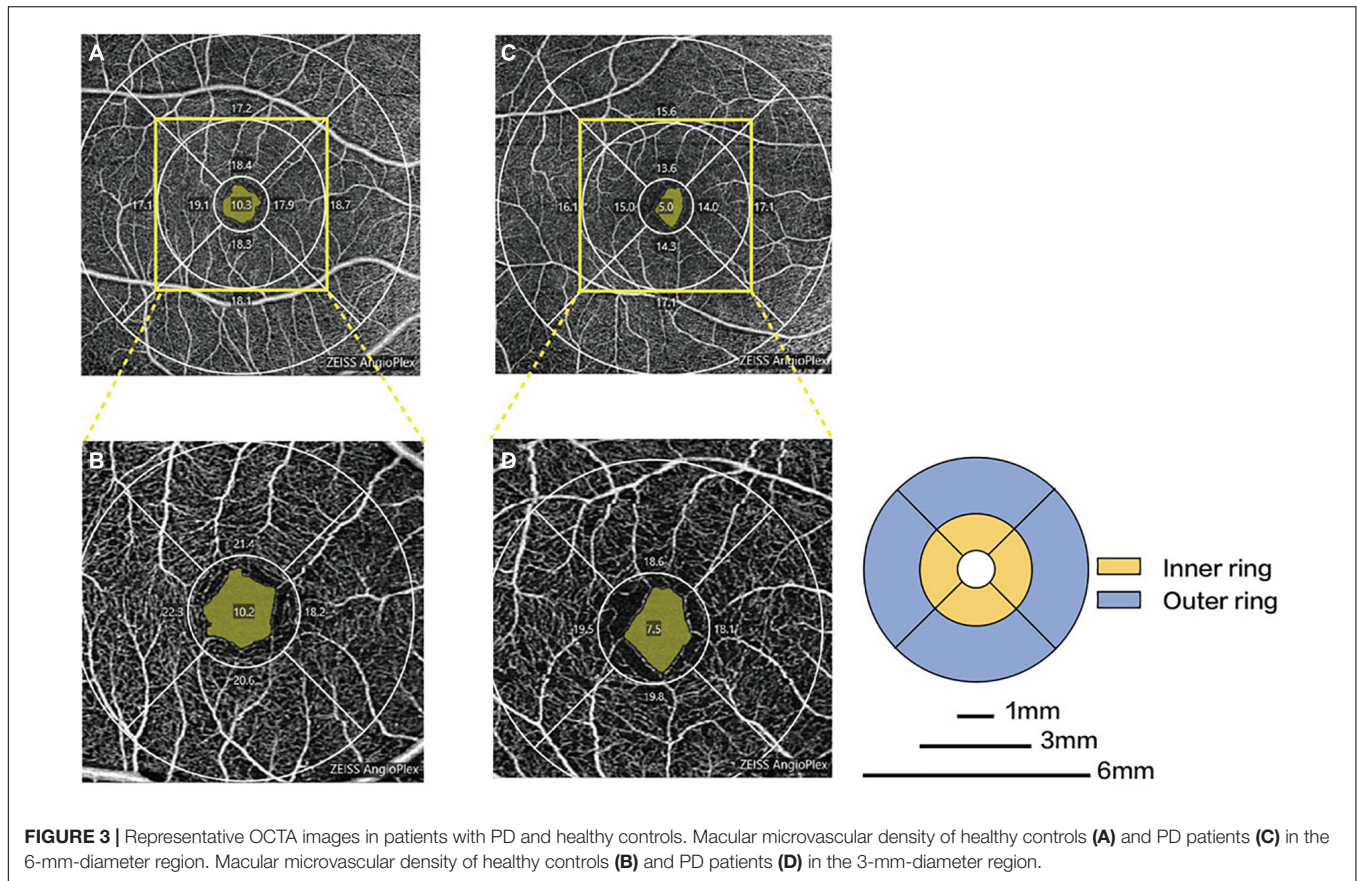 A
17.2
18.4
17.1
19.1
10.3
17.9
18.7
18.3
18.1
ZEISS AngioPlex
C
15.6
13.6
16.1
15.0
5.0
14.0
17.1
14.3
17.1
ZEISS AngioPlex
B
21.4
22.3
10.2
18.2
20.6
ZEISS AngioPlex
D
18.6
19.5
7.5
18.1
19.8
ZEISS AngioPlex
Inner ring
Outer ring
1mm
3mm
6mm
FIGURE 3 | Representative OCTA images in patients with PD and healthy controls. Macular microvascular density of healthy controls (A) and PD patients (C) in the
6-mm-diameter region. Macular microvascular density of healthy controls (B) and PD patients (D) in the 3-mm-diameter region.